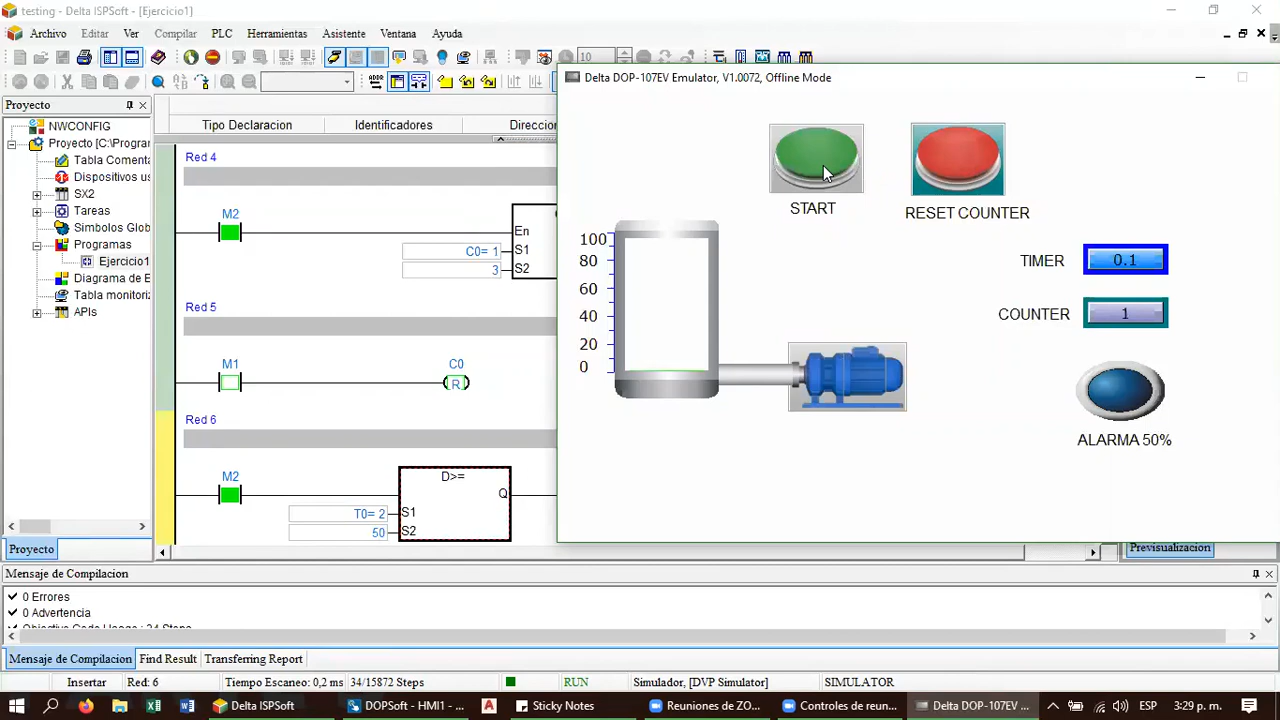 testing - Delta ISPSoft - [Ejercicio1]
Archivo Editar Ver Compilar PLC Herramientas Asistente Ventana Ayuda
10
Delta DOP-107EV Emulator, V1.0072, Offline Mode
Proyecto
NWCONFIG
Proyecto [C:\Progran
Tabla Comenta
Dispositivos us
SX2
Tareas
Simbolos Glob
Programas
Ejercicio1
Diagrama de E
Tabla monitoriz
APIs
Proyecto
Tipo Declaracion Identificadores Direccion
Red 4
M2
En
C0= 1 S1
3 S2
Red 5
M1 C0
R
Red 6
M2 D>=
Q
T0= 2 S1
50 S2
START
RESET COUNTER
100
80
60
40
20
0
TIMER 0.1
COUNTER 1
ALARMA 50%
Previsualizacion
Mensaje de Compilacion
0 Errores
0 Advertencia
Mensaje de Compilacion Find Result Transferring Report
Insertar Red: 6 Tiempo Escaneo: 0,2 ms 34/15872 Steps RUN Simulador, [DVP Simulator] SIMULATOR
Delta ISPSoft DOPSoft - HMI1 - ... Sticky Notes Reuniones de ZO... Controles de reun... Delta DOP-107EV ... ESP 3:29 p. m.